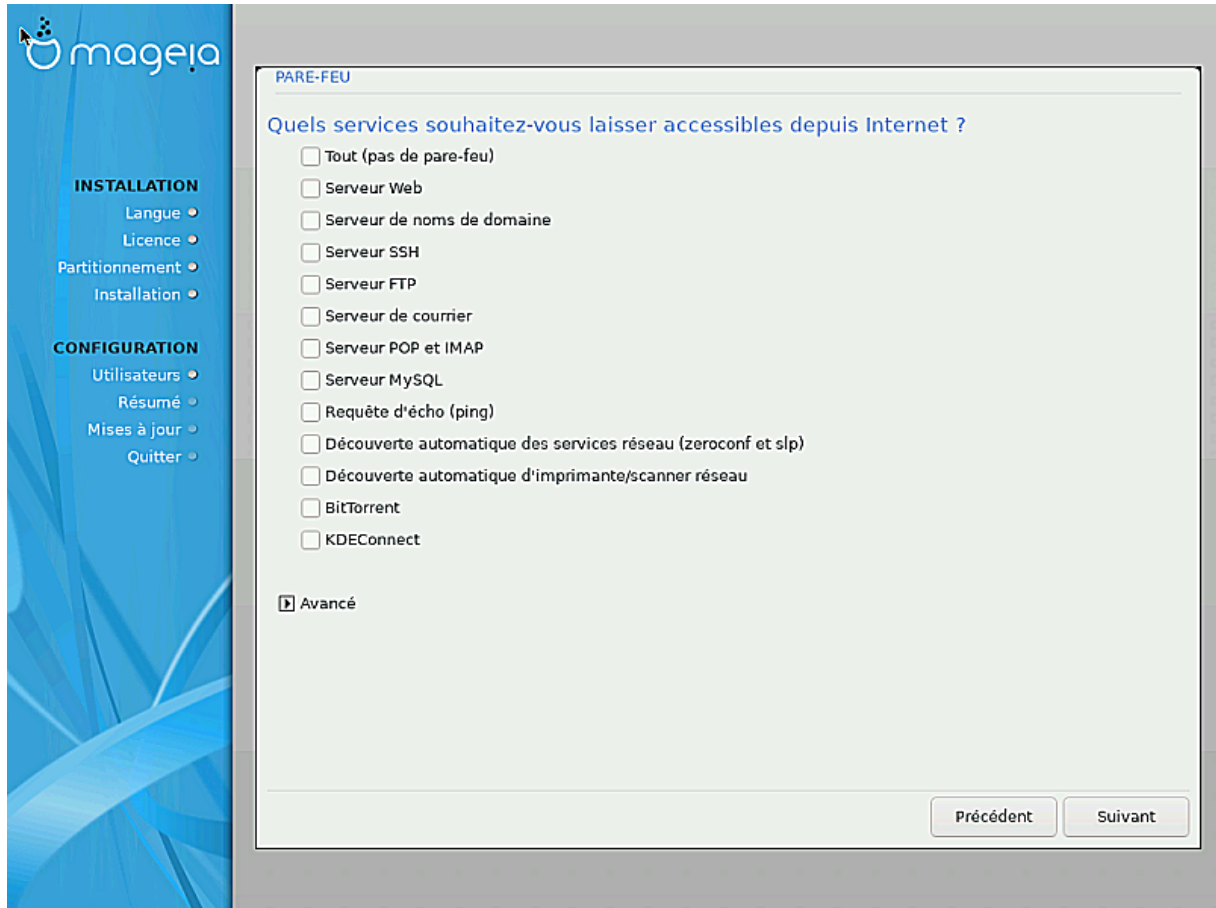 mageia
INSTALLATION
Langue
Licence
Partitionnement
Installation
CONFIGURATION
Utilisateurs
Résumé
Mises à jour
Quitter
PARE-FEU
Quels services souhaitez-vous laisser accessibles depuis Internet ?
Tout (pas de pare-feu)
Serveur Web
Serveur de noms de domaine
Serveur SSH
Serveur FTP
Serveur de courrier
Serveur POP et IMAP
Serveur MySQL
Requête d'écho (ping)
Découverte automatique des services réseau (zeroconf et slp)
Découverte automatique d'imprimante/scanner réseau
BitTorrent
KDEConnect
Avancé
Précédent
Suivant